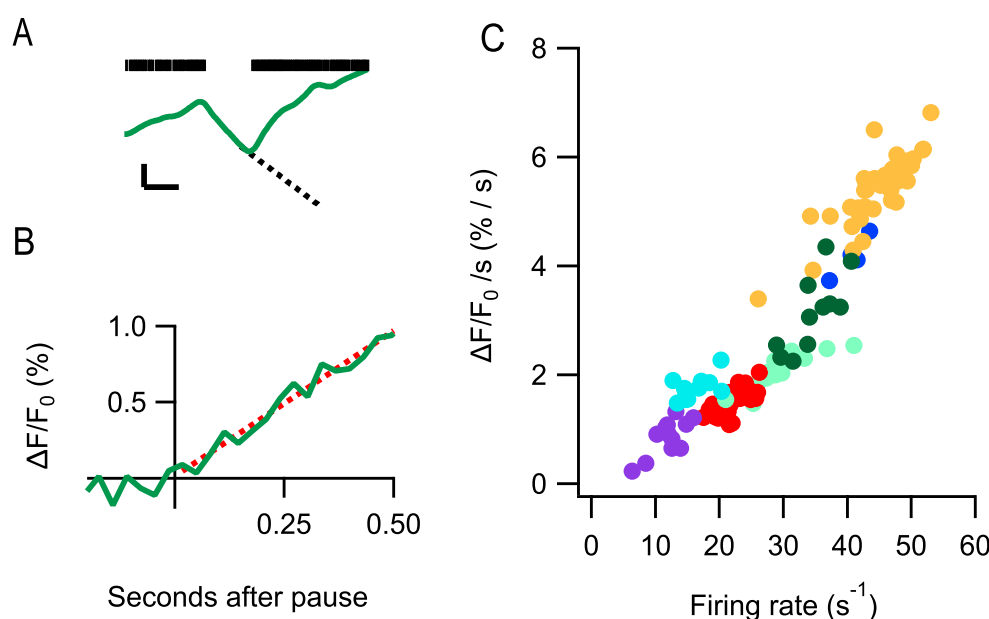 A
B
1.0
0.5
ΔF/F0 (%)
0.25
0.50
Seconds after pause
C
8
6
4
2
0
ΔF/F0 /s (% / s)
0
10
20
30
40
50
60
Firing rate (s-1)